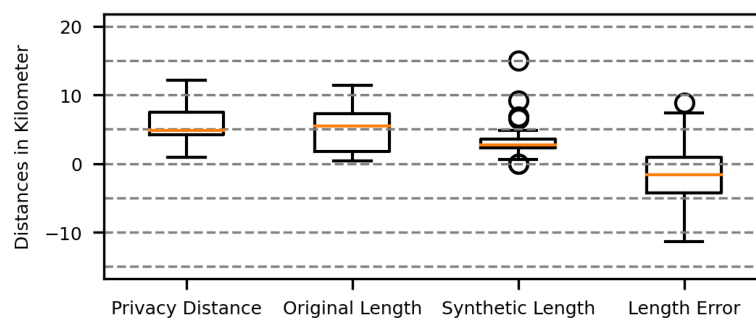 Distances in Kilometer
20
10
0
−10
Privacy Distance
Original Length
Synthetic Length
Length Error